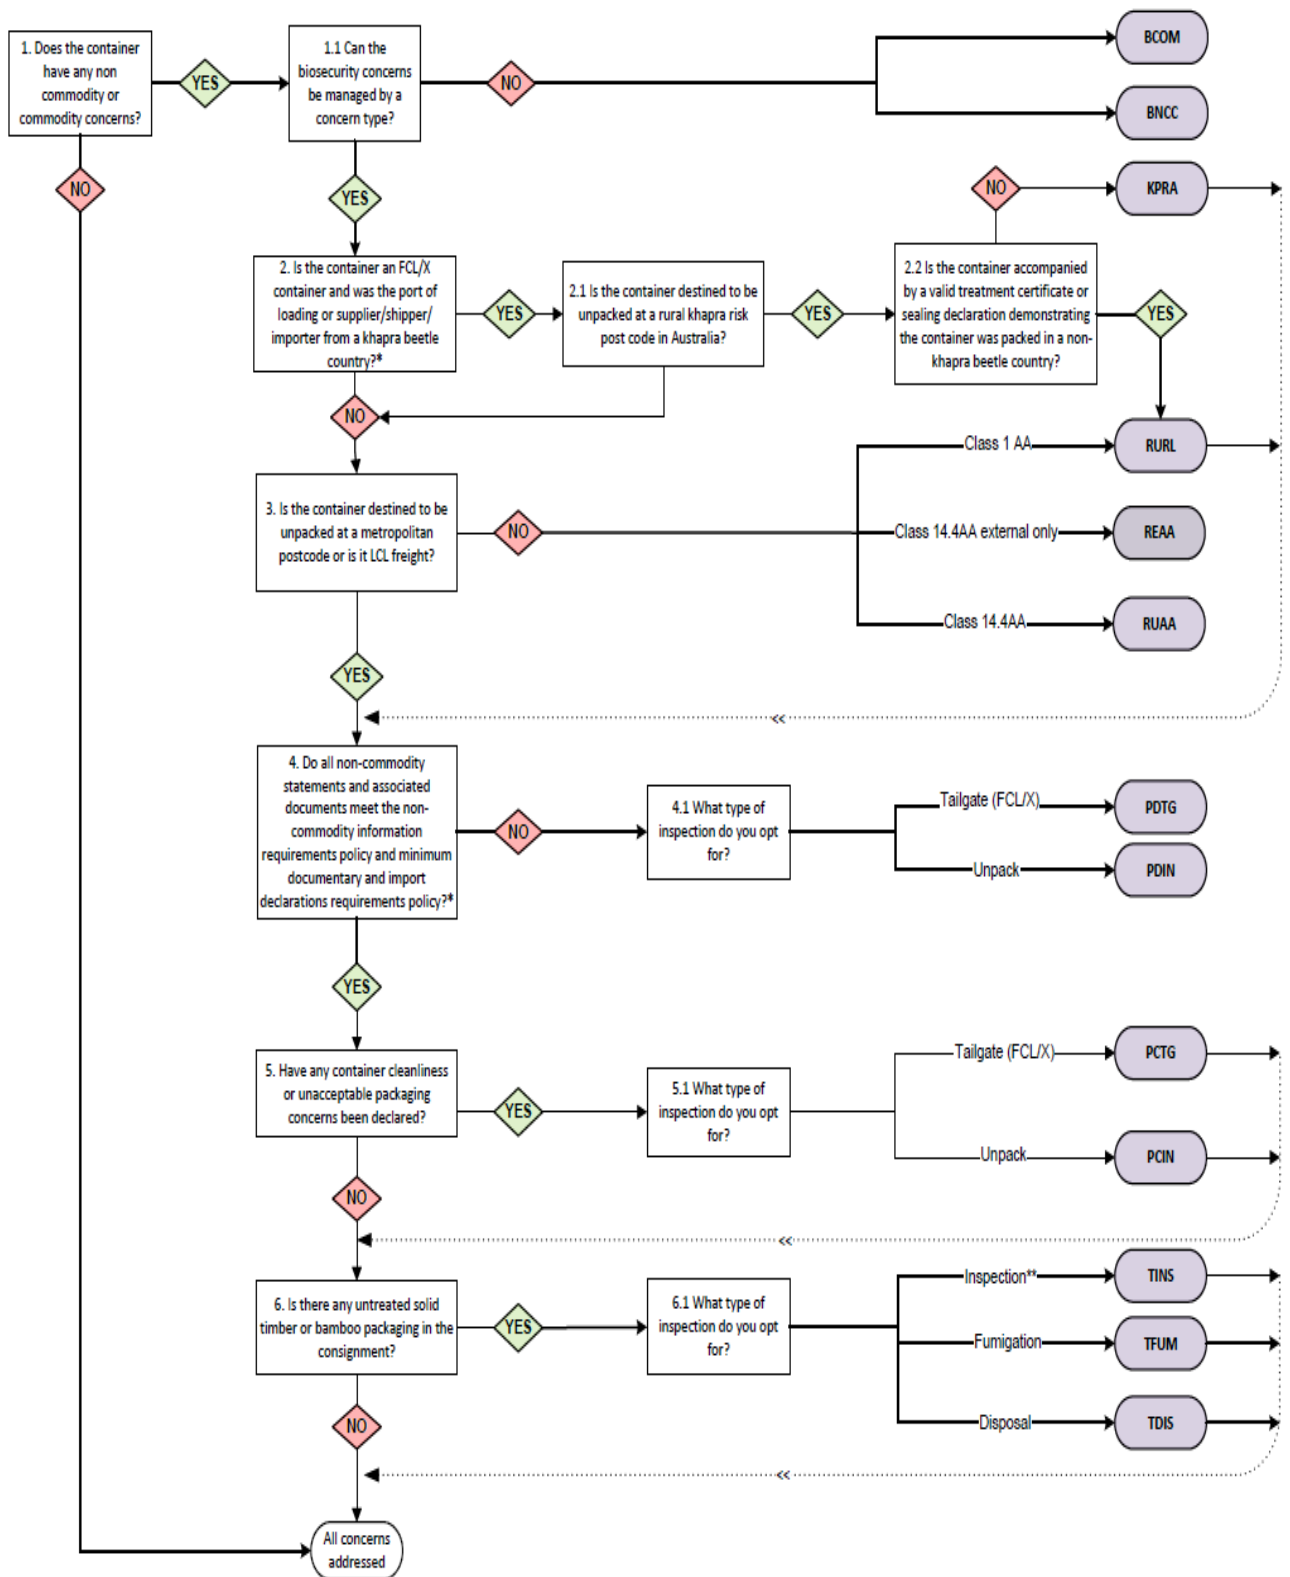 1. Does the container
have any non
commodity or
commodity concerns?
YES
1.1 Can the
biosecurity concerns
be managed by a
concern type?
NO
BCOM
BNCC
NO
YES
NO
KPRA
2. Is the container an FCL/X
container and was the port of
loading or supplier/shipper/
importer from a khapra beetle
country?*
YES
2.1 Is the container destined to be
unpacked at a rural khapra risk
post code in Australia?
YES
2.2 Is the container accompanied
by a valid treatment certificate or
sealing declaration demonstrating
the container was packed in a non-
khapra beetle country?
YES
NO
Class 1 AA
RURL
3. Is the container destined to be
unpacked at a metropolitan
postcode or is it LCL freight?
NO
Class 14.4AA external only
REAA
Class 14.4AA
RUAA
YES
<<
4. Do all non-commodity
statements and associated
documents meet the non-
commodity information
requirements policy and minimum
documentary and import
declarations requirements policy?*
NO
4.1 What type of
inspection do you opt
for?
Tailgate (FCL/X)
PDTG
Unpack
PDIN
YES
5. Have any container cleanliness
or unacceptable packaging
concerns been declared?
YES
5.1 What type of
inspection do you opt
for?
Tailgate (FCL/X)
PCTG
Unpack
PCIN
NO
<<
6. Is there any untreated solid
timber or bamboo packaging in the
consignment?
YES
6.1 What type of
inspection do you opt
for?
Inspection**
TINS
Fumigation
TFUM
Disposal
TDIS
NO
<<
All concerns
addressed